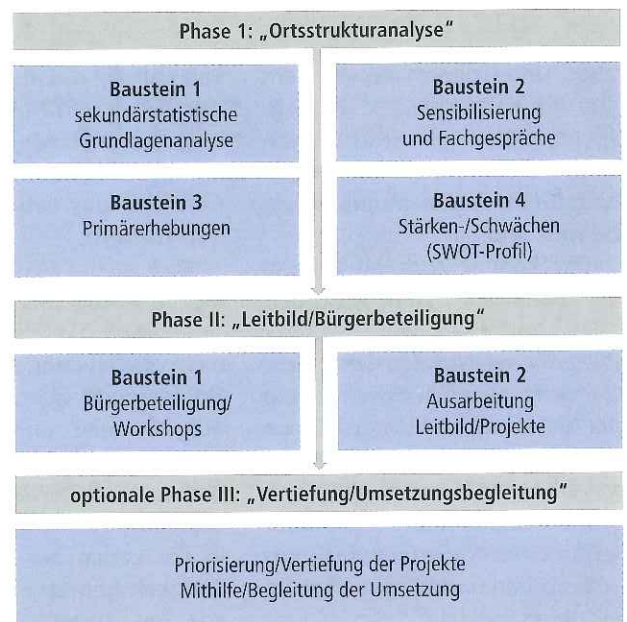 Phase 1: „Ortsstrukturanalyse“
Baustein 1
sekundärstatistische
Grundlagenanalyse
Baustein 2
Sensibilisierung
und Fachgespräche
Baustein 3
Primärerhebungen
Baustein 4
Stärken-/Schwächen
(SWOT-Profil)
Phase II: „Leitbild/Bürgerbeteiligung“
Baustein 1
Bürgerbeteiligung/
Workshops
Baustein 2
Ausarbeitung
Leitbild/Projekte
optionale Phase III: „Vertiefung/Umsetzungsbegleitung“
Priorisierung/Vertiefung der Projekte
Mithilfe/Begleitung der Umsetzung